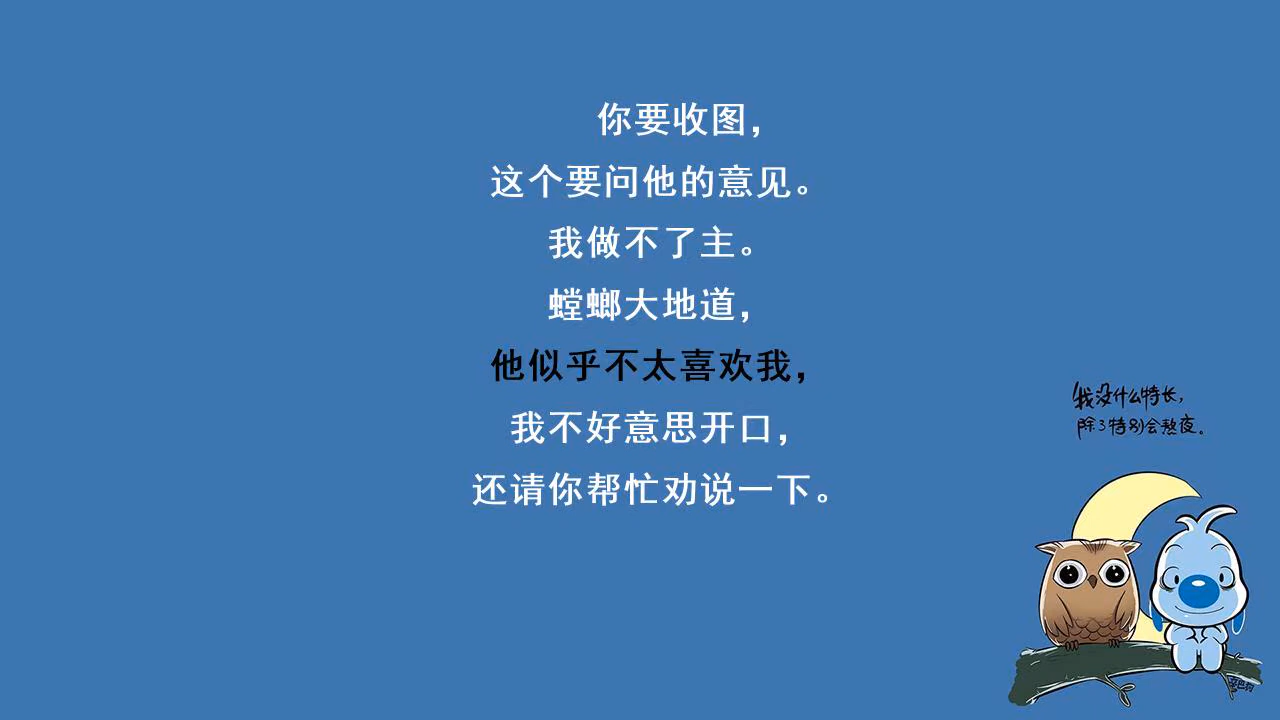 你要收图，
这个要问他的意见。
我做不了主。
螳螂大地道，
他似乎不太喜欢我，
我不好意思开口，
还请你帮忙劝说一下。
我没什么特长，
除了特别会熬夜。